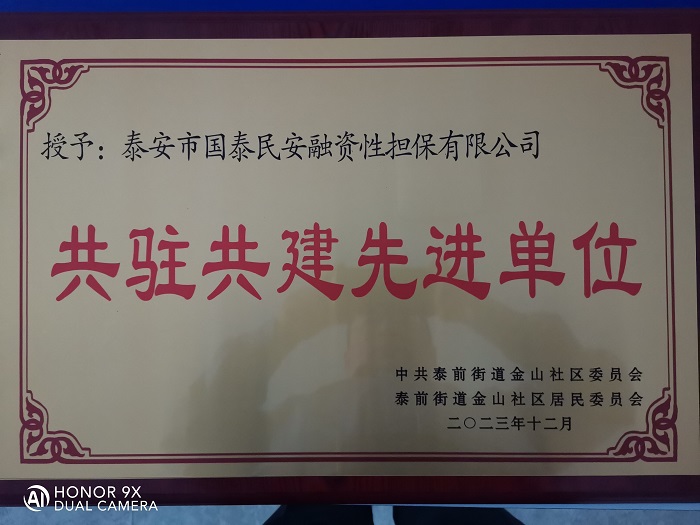 授予：泰安市国泰民安融资性担保有限公司
共驻共建先进单位
中共泰前街道金山社区委员会
泰前街道金山社区居民委员会
二〇二三年十二月
AI HONOR 9X
DUAL CAMERA